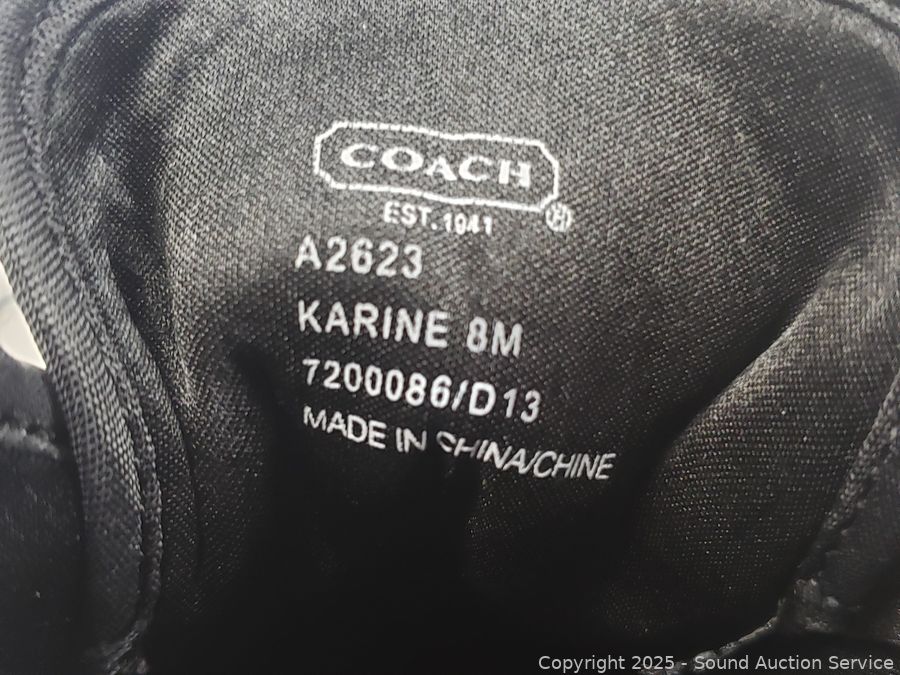 COACH
®
EST. 1941
A2623
KARINE 8M
7200086/D13
MADE IN CHINA/CHINE
Copyright 2025 - Sound Auction Service